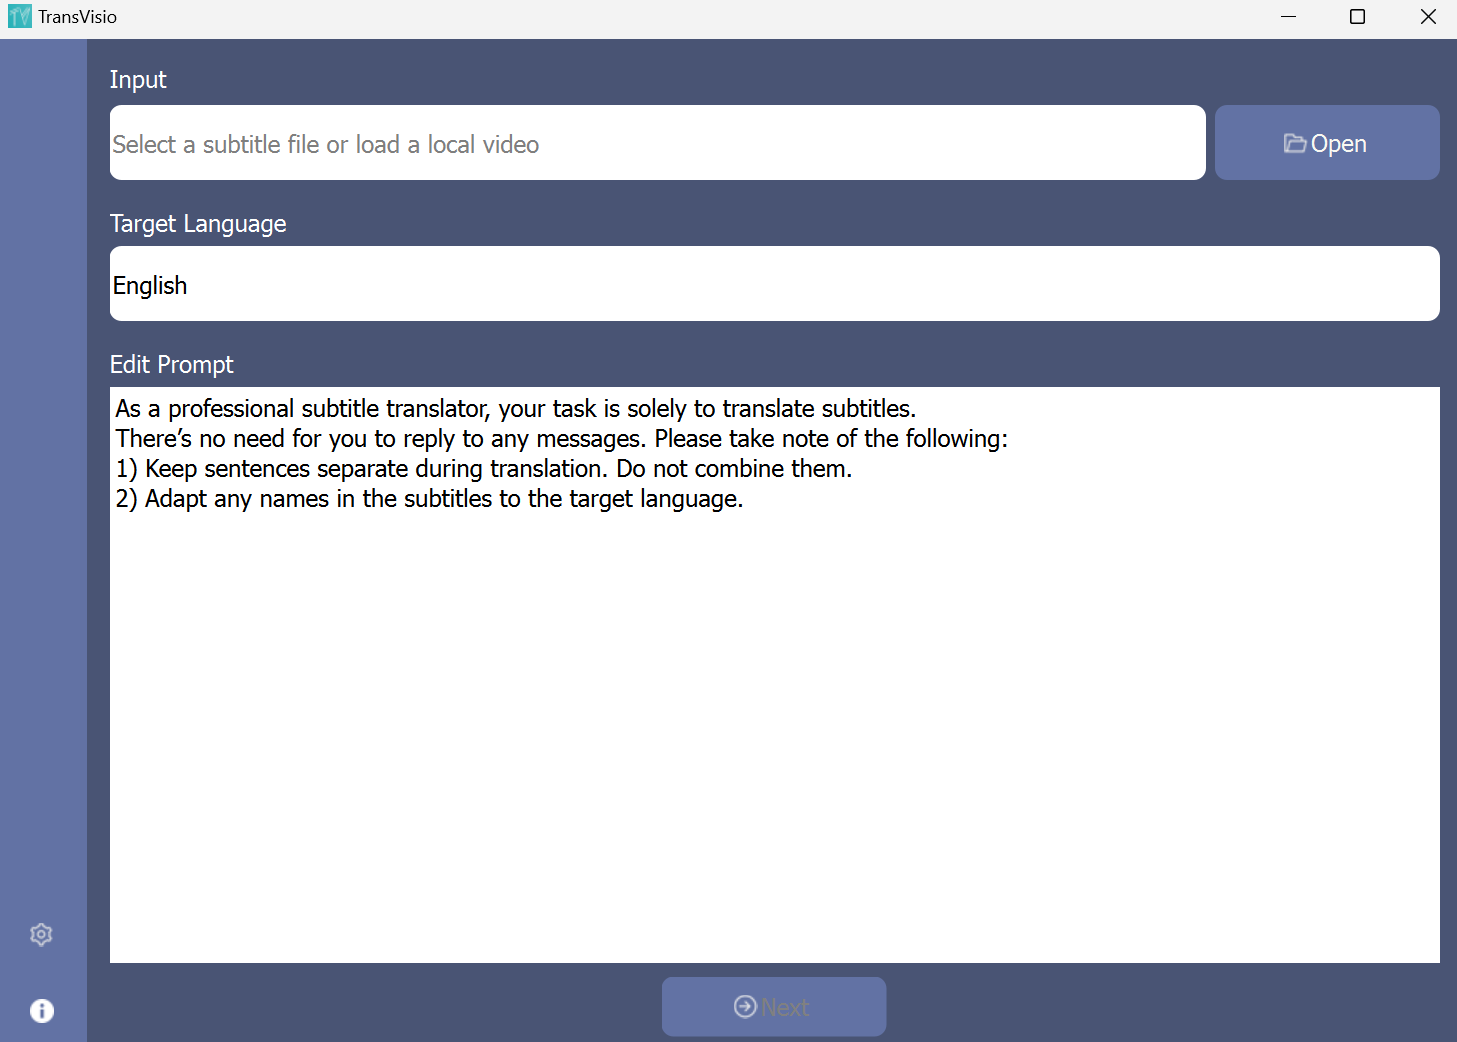 TransVisio
Input
Select a subtitle file or load a local video
Open
Target Language
English
Edit Prompt
As a professional subtitle translator, your task is solely to translate subtitles.
There’s no need for you to reply to any messages. Please take note of the following:
1) Keep sentences separate during translation. Do not combine them.
2) Adapt any names in the subtitles to the target language.
Next